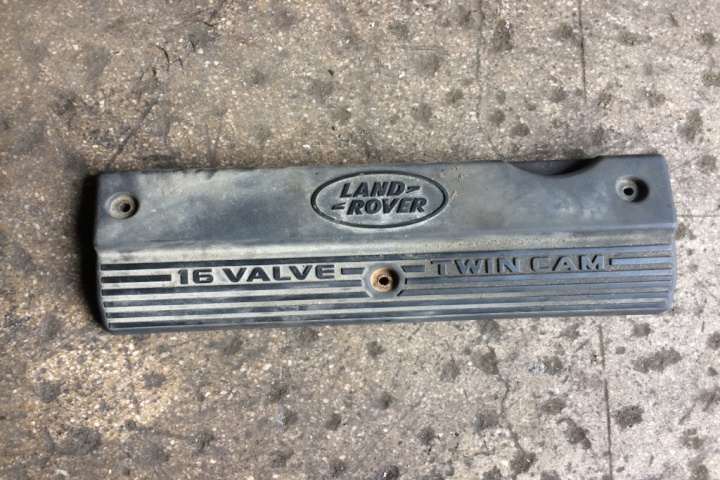 LAND
ROVER
16 VALVE TWIN CAM